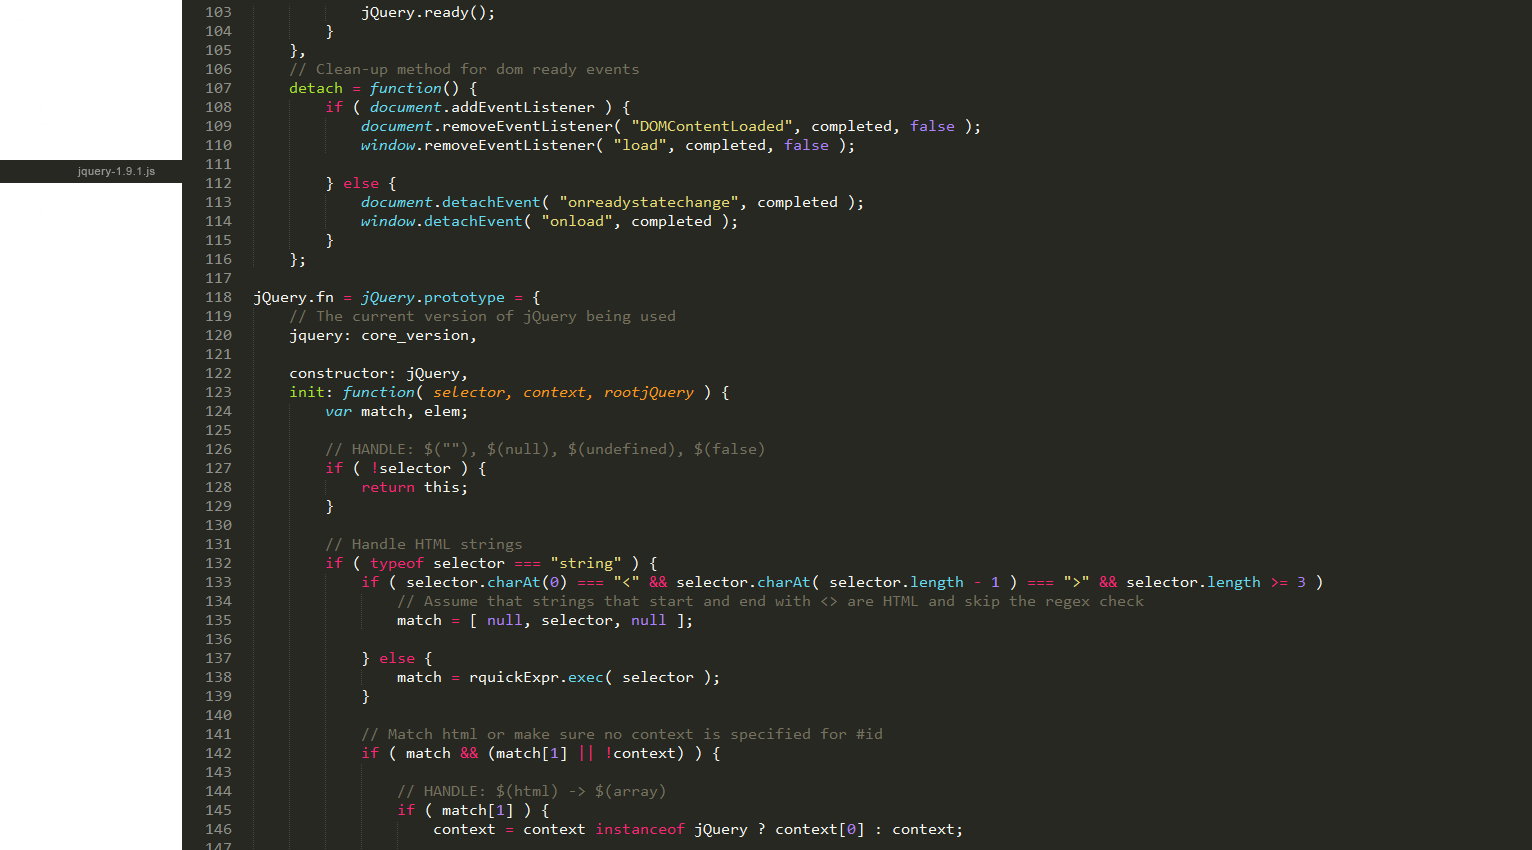 103 jQuery.ready();
104 }
105 },
106 // Clean-up method for dom ready events
107 detach = function() {
108 if ( document.addEventListener ) {
109 document.removeEventListener( "DOMContentLoaded", completed, false );
110 window.removeEventListener( "load", completed, false );
jquery-1.9.1.js
111
112 } else {
113 document.detachEvent( "onreadystatechange", completed );
114 window.detachEvent( "onload", completed );
115 }
116 };
117
118 jQuery.fn = jQuery.prototype = {
119 // The current version of jQuery being used
120 jquery: core_version,
121
122 constructor: jQuery,
123 init: function( selector, context, rootjQuery ) {
124 var match, elem;
125
126 // HANDLE: $(""), $(null), $(undefined), $(false)
127 if ( !selector ) {
128 return this;
129 }
130
131 // Handle HTML strings
132 if ( typeof selector === "string" ) {
133 if ( selector.charAt(0) === "<" && selector.charAt( selector.length - 1 ) === ">" && selector.length >= 3 )
134 // Assume that strings that start and end with <> are HTML and skip the regex check
135 match = [ null, selector, null ];
136
137 } else {
138 match = rquickExpr.exec( selector );
139 }
140
141 // Match html or make sure no context is specified for #id
142 if ( match && (match[1] || !context) ) {
143
144 // HANDLE: $(html) -> $(array)
145 if ( match[1] ) {
146 context = context instanceof jQuery ? context[0] : context;
147